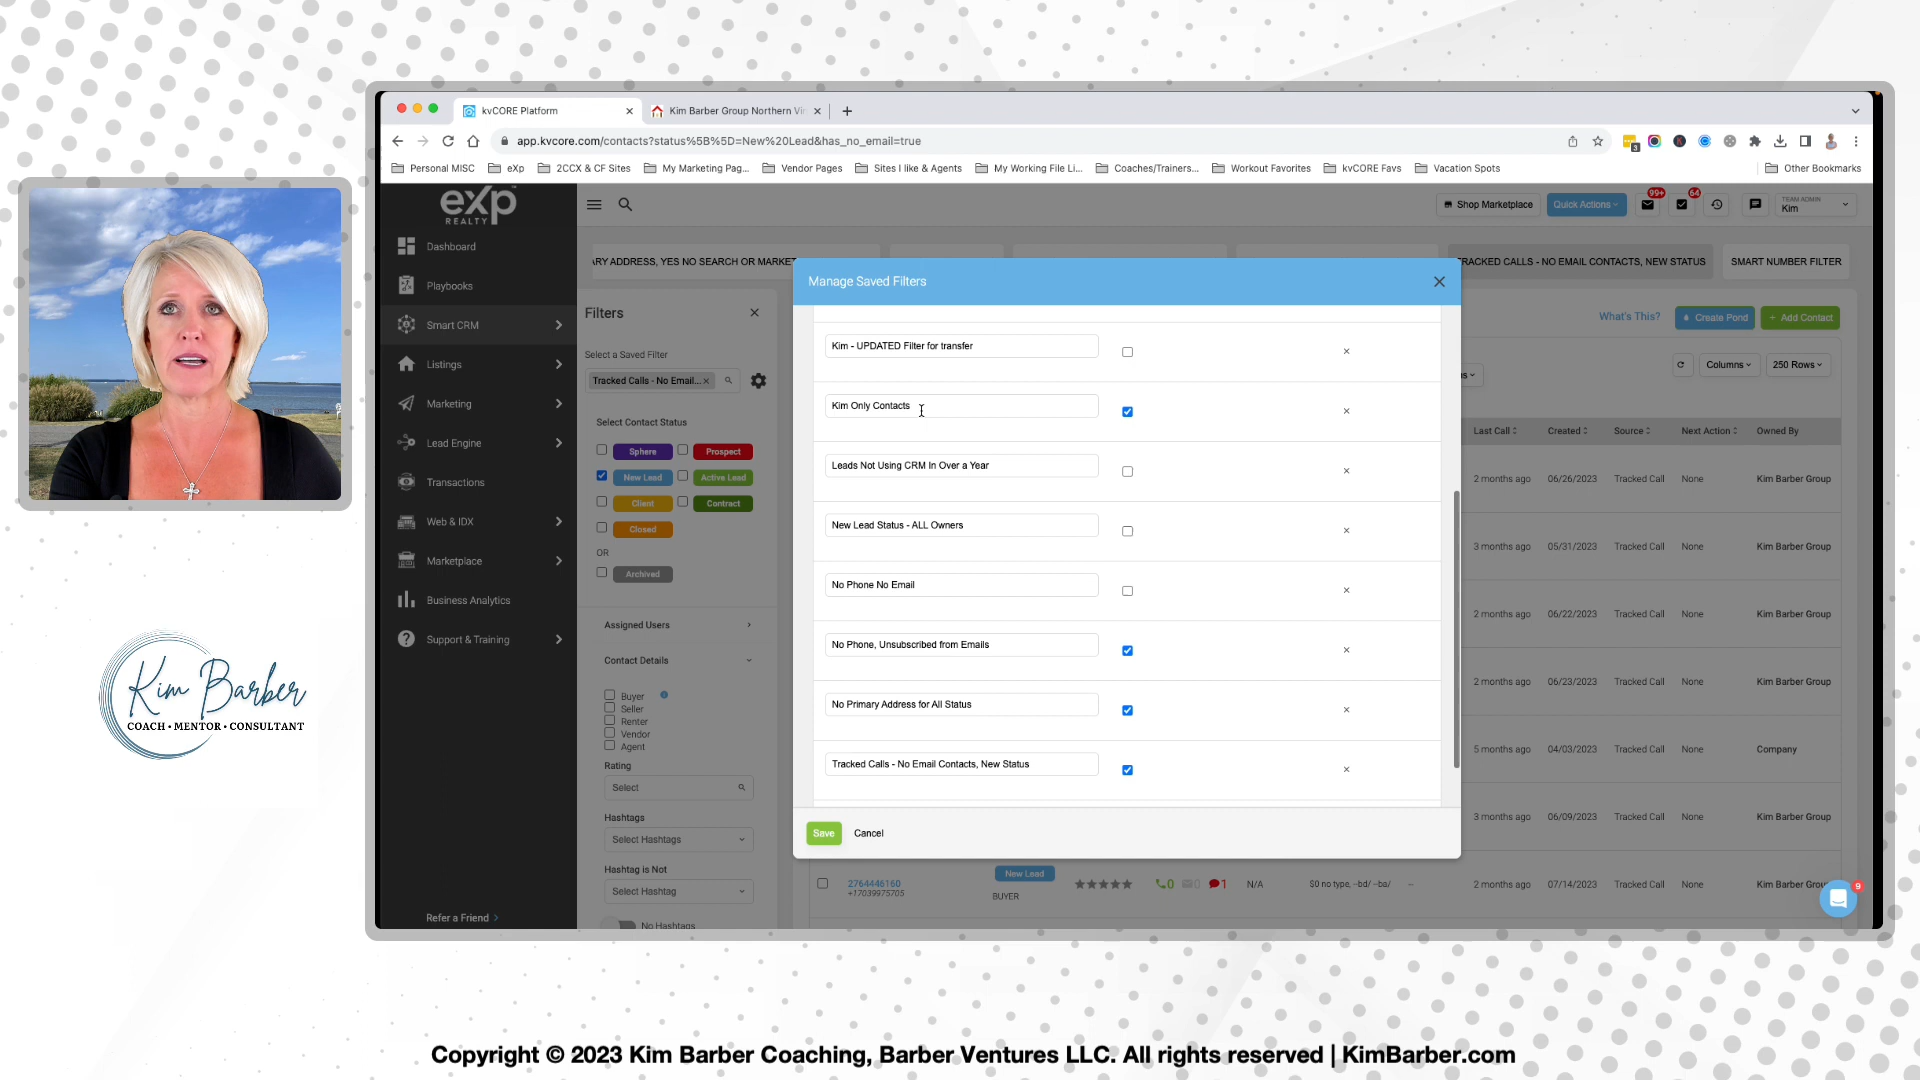 kvCORE Platform
Kim Barber Group Northern Vir
app.kvcore.com/contacts?status%5B%5D=New%20Lead&has_no_email=true
Personal MISC
eXp
2CCX & CF Sites
My Marketing Pag...
Vendor Pages
Sites I like & Agents
My Working File Li...
Coaches/Trainers...
Workout Favorites
kvCORE Favs
Vacation Spots
Other Bookmarks
eXp
REALTY
Shop Marketplace
Quick Actions
99+
64
TEAM ADMIN
Kim
Dashboard
Playbooks
Smart CRM
Listings
Marketing
Lead Engine
Transactions
Web & IDX
Marketplace
Business Analytics
Support & Training
Refer a Friend
RY ADDRESS, YES NO SEARCH OR MARKET
TRACKED CALLS - NO EMAIL CONTACTS, NEW STATUS
SMART NUMBER FILTER
Filters
Select a Saved Filter
Tracked Calls - No Email...
Select Contact Status
Sphere
Prospect
New Lead
Active Lead
Client
Contract
Closed
OR
Archived
Assigned Users
Contact Details
Buyer
Seller
Renter
Vendor
Agent
Rating
Select
Hashtags
Select Hashtags
Hashtag is Not
Select Hashtag
No Hashtags
Manage Saved Filters
Kim - UPDATED Filter for transfer
Kim Only Contacts
Leads Not Using CRM In Over a Year
New Lead Status - ALL Owners
No Phone No Email
No Phone, Unsubscribed from Emails
No Primary Address for All Status
Tracked Calls - No Email Contacts, New Status
Save
Cancel
What's This?
Create Pond
+ Add Contact
Columns
250 Rows
Last Call
Created
Source
Next Action
Owned By
2 months ago 06/26/2023 Tracked Call None Kim Barber Group
3 months ago 05/31/2023 Tracked Call None Kim Barber Group
2 months ago 06/22/2023 Tracked Call None Kim Barber Group
2 months ago 06/23/2023 Tracked Call None Kim Barber Group
5 months ago 04/03/2023 Tracked Call None Company
3 months ago 06/09/2023 Tracked Call None Kim Barber Group
2764446160
+17039975705
New Lead
BUYER
0
0
1
N/A
$0 no type, --bd/ --ba/
--
2 months ago 07/14/2023 Tracked Call None Kim Barber Grou
9
Kim Barber
COACH • MENTOR • CONSULTANT
Copyright © 2023 Kim Barber Coaching, Barber Ventures LLC. All rights reserved | KimBarber.com